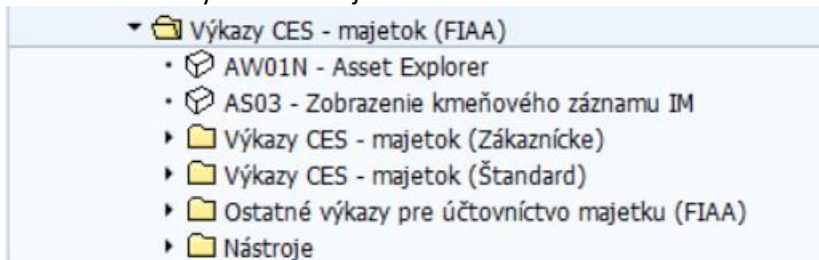 Výkazy CES - majetok (FIAA)
AW01N - Asset Explorer
AS03 - Zobrazenie kmeňového záznamu IM
Výkazy CES - majetok (Zákaznícke)
Výkazy CES - majetok (Štandard)
Ostatné výkazy pre účtovníctvo majetku (FIAA)
Nástroje